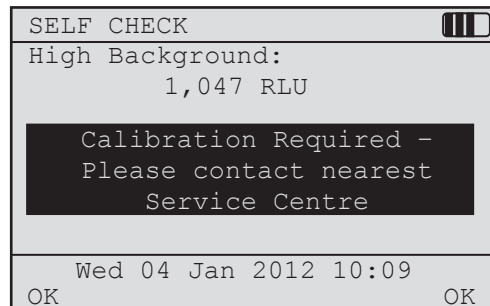 SELF CHECK
High Background:
1,047 RLU
Calibration Required –
Please contact nearest
Service Centre
Wed 04 Jan 2012 10:09
OK OK